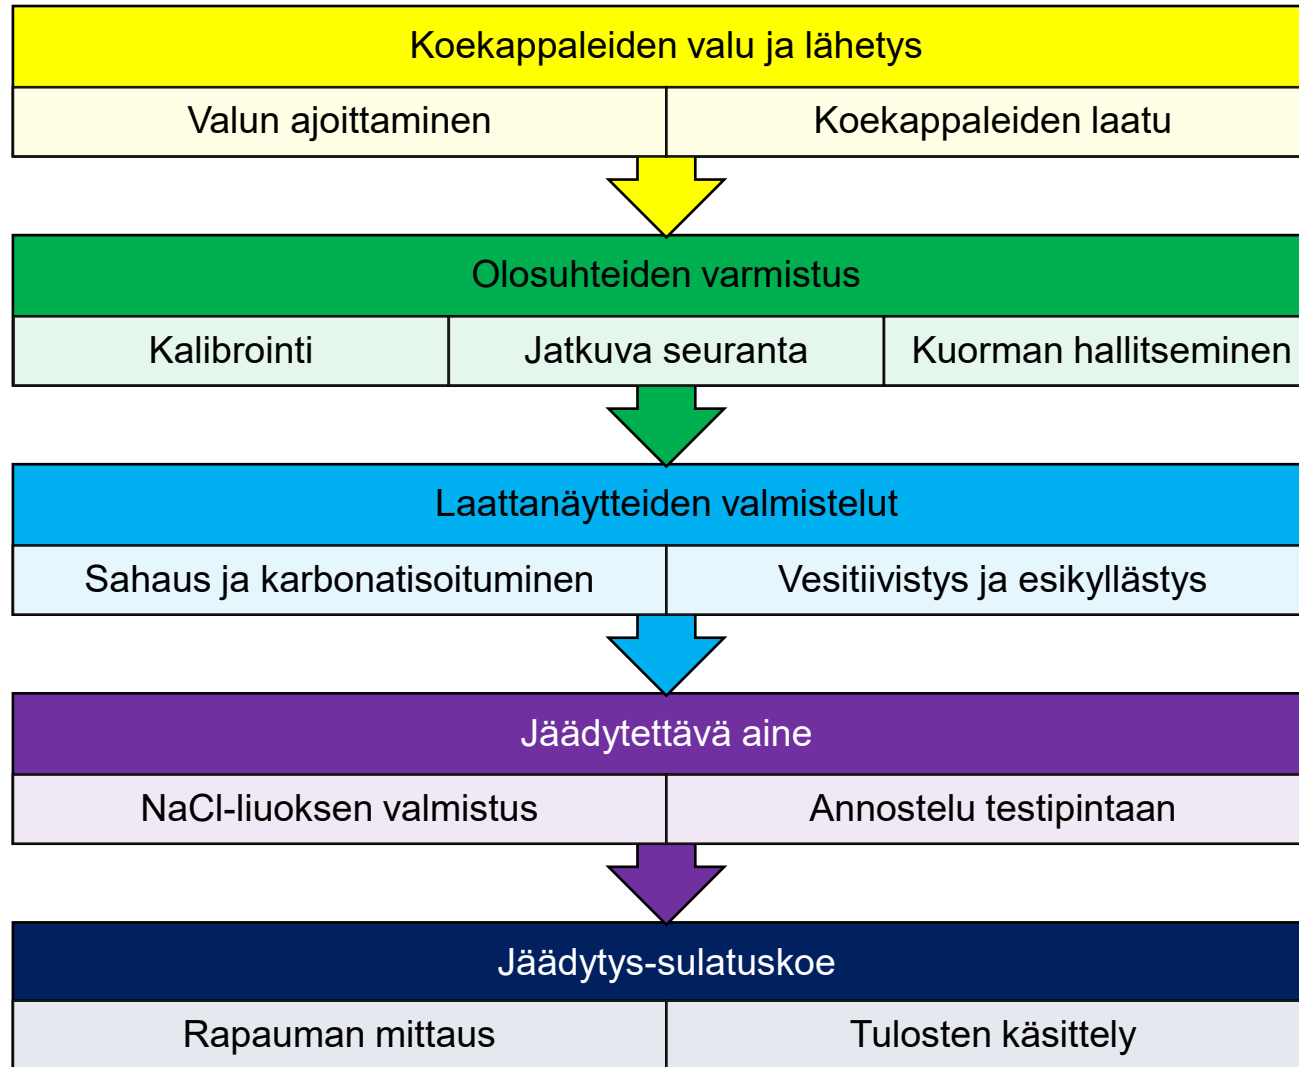 Koekappaleiden valu ja lähetys
Valun ajoittaminen
Koekappaleiden laatu
Olosuhteiden varmistus
Kalibrointi
Jatkuva seuranta
Kuorman hallitseminen
Laattanäytteiden valmistelut
Sahaus ja karbonatisoituminen
Vesitiivistys ja esikyllästys
Jäädytettävä aine
NaCl-liuoksen valmistus
Annostelu testipintaan
Jäädytys-sulatuskoe
Rapauman mittaus
Tulosten käsittely